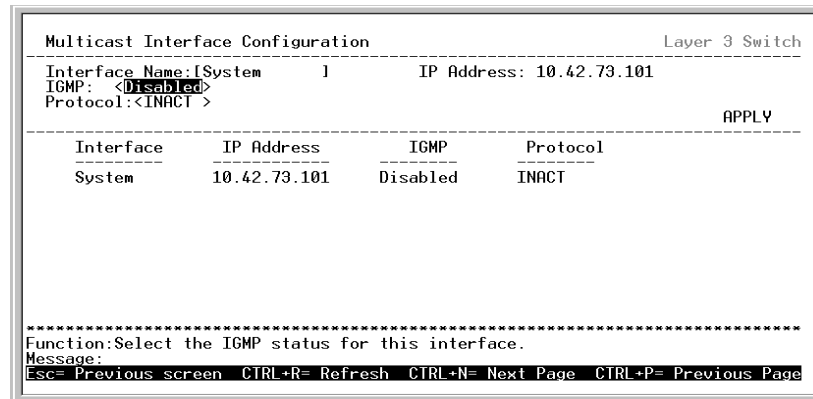 Multicast Interface Configuration Layer 3 Switch
Interface Name:[System ] IP Address: 10.42.73.101
IGMP: <Disabled>
Protocol:<INACT >
APPLY
Interface IP Address IGMP Protocol
System 10.42.73.101 Disabled INACT
*************************************************************************
Function:Select the IGMP status for this interface.
Message:
Esc= Previous screen CTRL+R= Refresh CTRL+N= Next Page CTRL+P= Previous Page